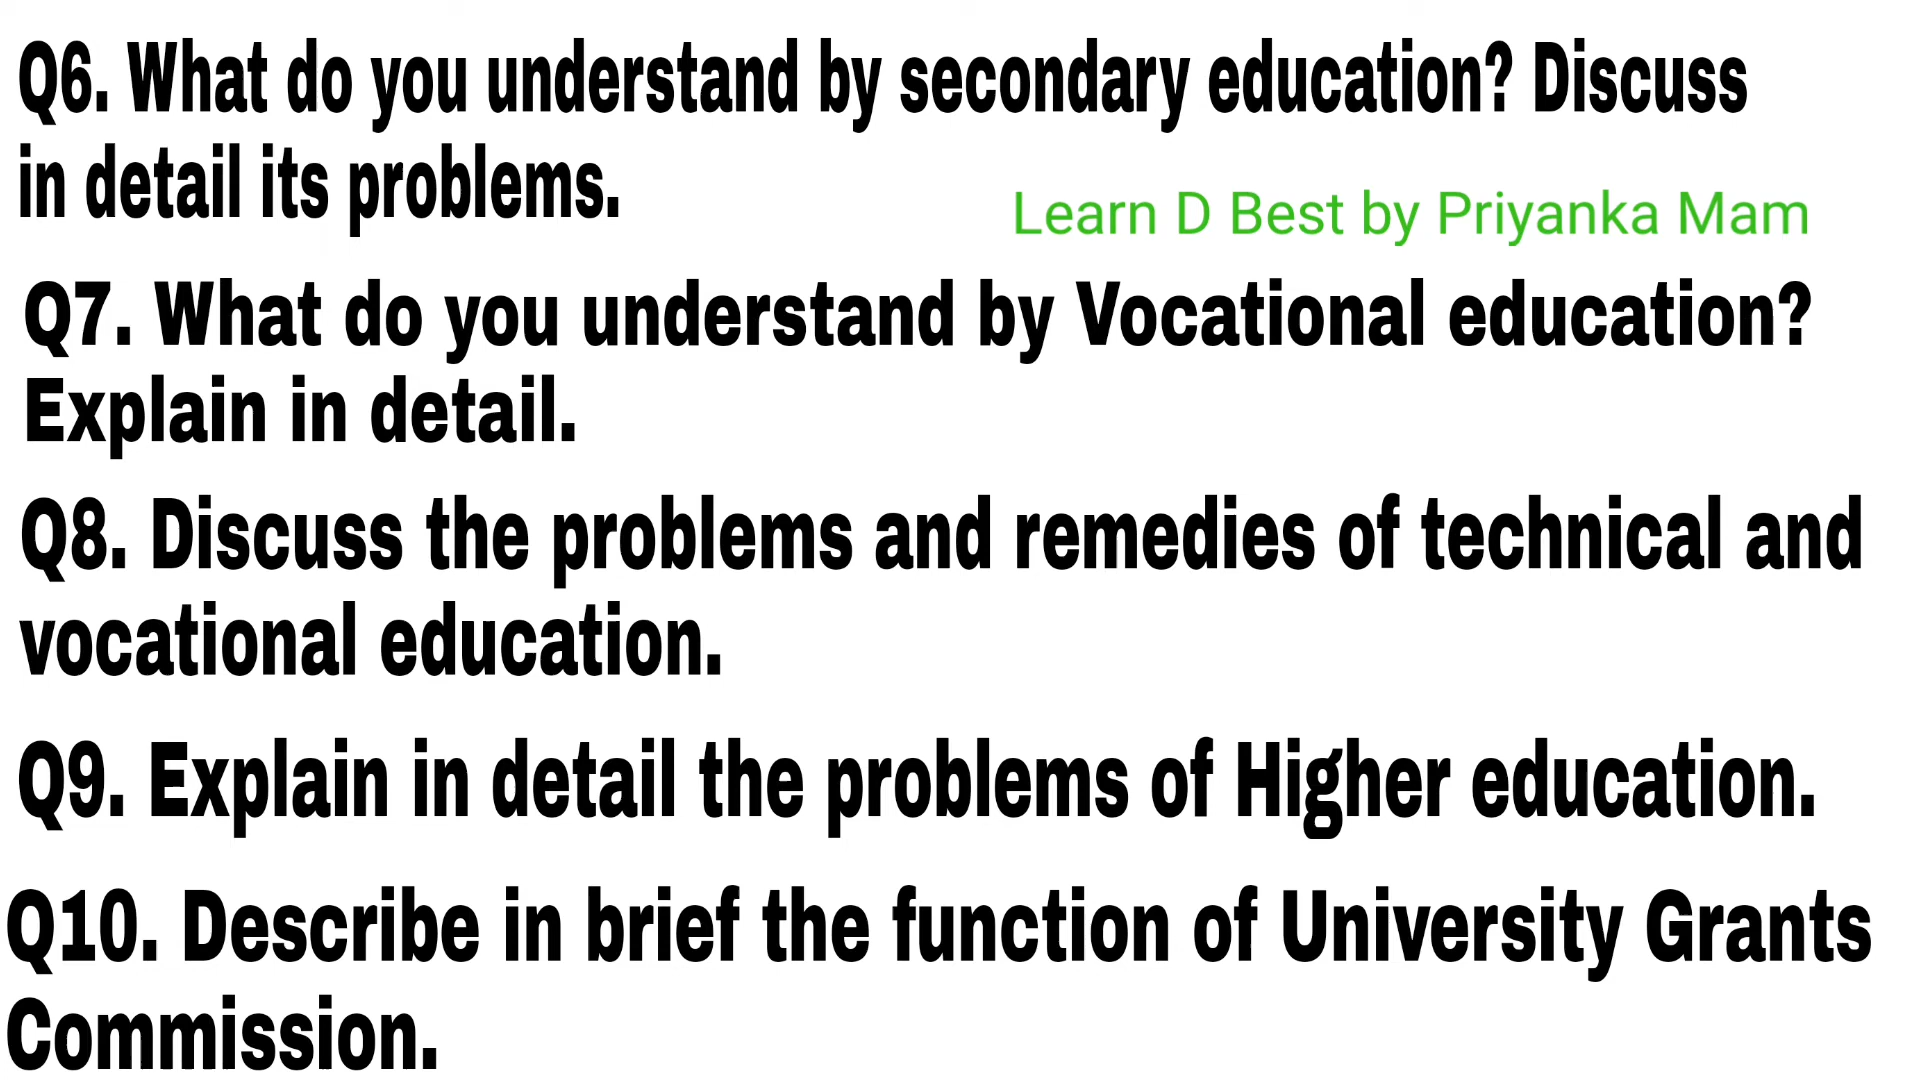 Q6. What do you understand by secondary education? Discuss
in detail its problems.
Learn D Best by Priyanka Mam
Q7. What do you understand by Vocational education?
Explain in detail.
Q8. Discuss the problems and remedies of technical and
vocational education.
Q9. Explain in detail the problems of Higher education.
Q10. Describe in brief the function of University Grants
Commission.